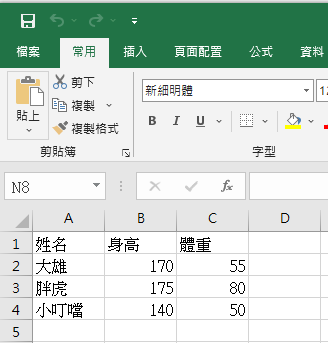 檔案 常用 插入 頁面配置 公式 資料
貼上
剪下
複製
複製格式
剪貼簿
新細明體
B I U
字型
N8
fx
A B C D
1 姓名 身高 體重
2 大雄 170 55
3 胖虎 175 80
4 小叮噹 140 50
5